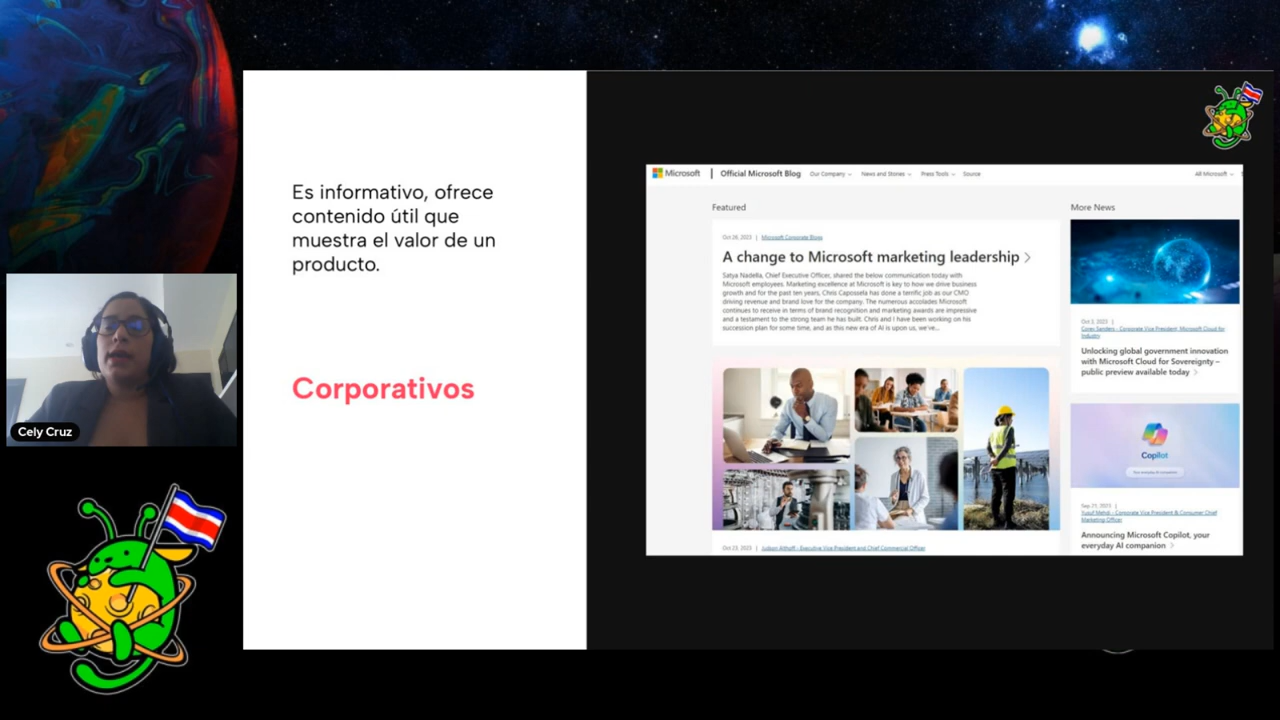 Es informativo, ofrece
contenido útil que
muestra el valor de un
producto.
Corporativos
Cely Cruz
Microsoft | Official Microsoft Blog Our Company News and Stories Press Tools Source All Microsoft
Featured
Oct 26, 2023 | Microsoft Corporate Blogs
A change to Microsoft marketing leadership
Satya Nadella, Chief Executive Officer, shared the below communication today with
Microsoft employees. Marketing excellence at Microsoft is key to how we drive business
growth and for the past ten years, Chris Capossela has done a terrific job as our CMO
driving revenue and brand love for the company. The numerous accolades Microsoft
continues to receive in terms of brand recognition and marketing awards are impressive
and a testament to the strong team he has built. Chris and I have been working on his
succession plan for some time, and as this new era of AI is upon us, we've...
Oct 23, 2023 | Judson Althoff - Executive Vice President and Chief Commercial Officer
More News
Oct 2, 2023 |
Corey Sanders - Corporate Vice President, Microsoft Cloud for
Industry
Unlocking global government innovation
with Microsoft Cloud for Sovereignty –
public preview available today
Copilot
Your everyday AI companion
Sep 21, 2023 |
Yusuf Mehdi - Corporate Vice President & Consumer Chief
Marketing Officer
Announcing Microsoft Copilot, your
everyday AI companion